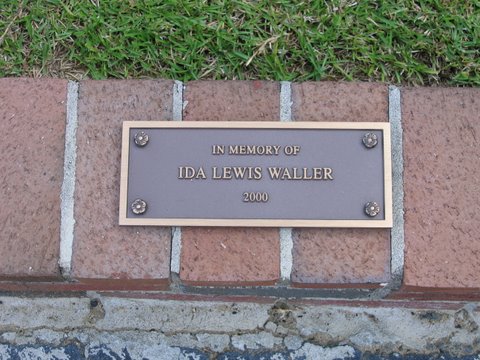 IN MEMORY OF
IDA LEWIS WALLER
2000